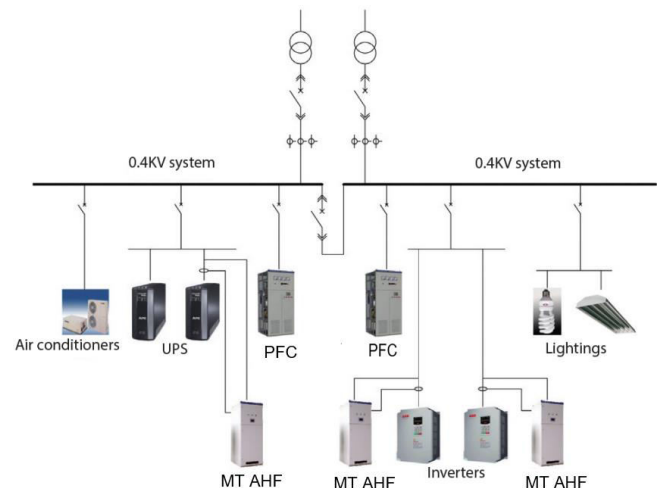 0.4KV system
0.4KV system
Air conditioners
UPS
PFC
PFC
Lightings
MT AHF
MT AHF
Inverters
MT AHF